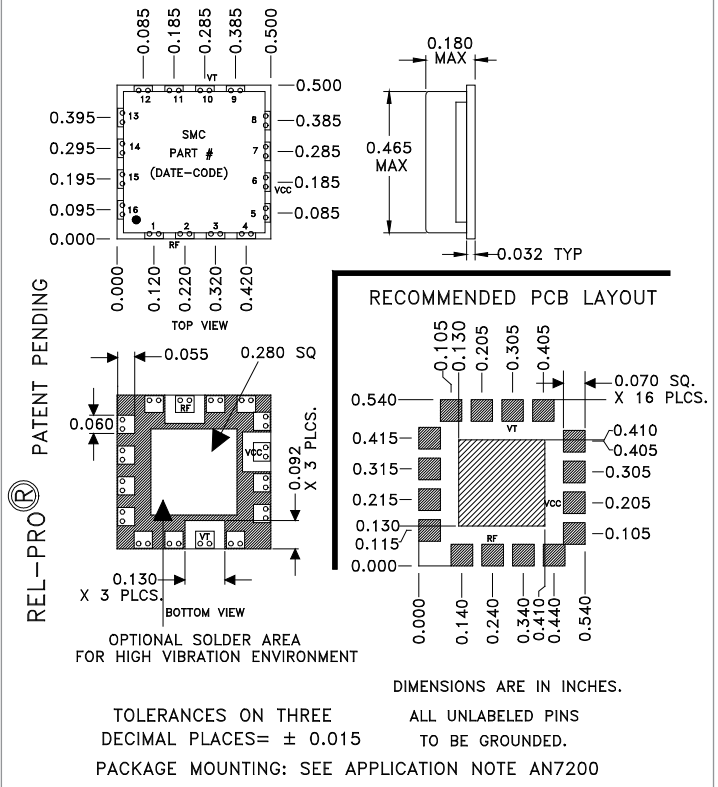 0.085
0.185
0.285
0.385
0.500
VT
12 11 10 9
0.500
0.395 13
8 0.385
SMC
0.295 14
PART #
7 0.285
(DATE-CODE)
0.195 15
6 0.185
VCC
0.095 16
5 0.085
1 2 3 4
0.000
RF
0.000
0.120
0.220
0.320
0.420
TOP VIEW
0.180
MAX
0.465
MAX
0.032 TYP
REL-PRO® PATENT PENDING
0.055
0.280 SQ
RF
0.060
VCC
0.092
X 3 PLCS.
VT
0.130
X 3 PLCS.
BOTTOM VIEW
OPTIONAL SOLDER AREA
FOR HIGH VIBRATION ENVIRONMENT
RECOMMENDED PCB LAYOUT
0.105
0.130
0.205
0.305
0.405
0.070 SQ.
X 16 PLCS.
0.540
VT
0.410
0.415
0.405
0.315
0.305
0.215
VCC
0.205
0.130
0.115
RF
0.105
0.000
0.000
0.140
0.240
0.340
0.410
0.440
0.540
DIMENSIONS ARE IN INCHES.
TOLERANCES ON THREE
DECIMAL PLACES= ± 0.015
ALL UNLABELED PINS
TO BE GROUNDED.
PACKAGE MOUNTING: SEE APPLICATION NOTE AN7200